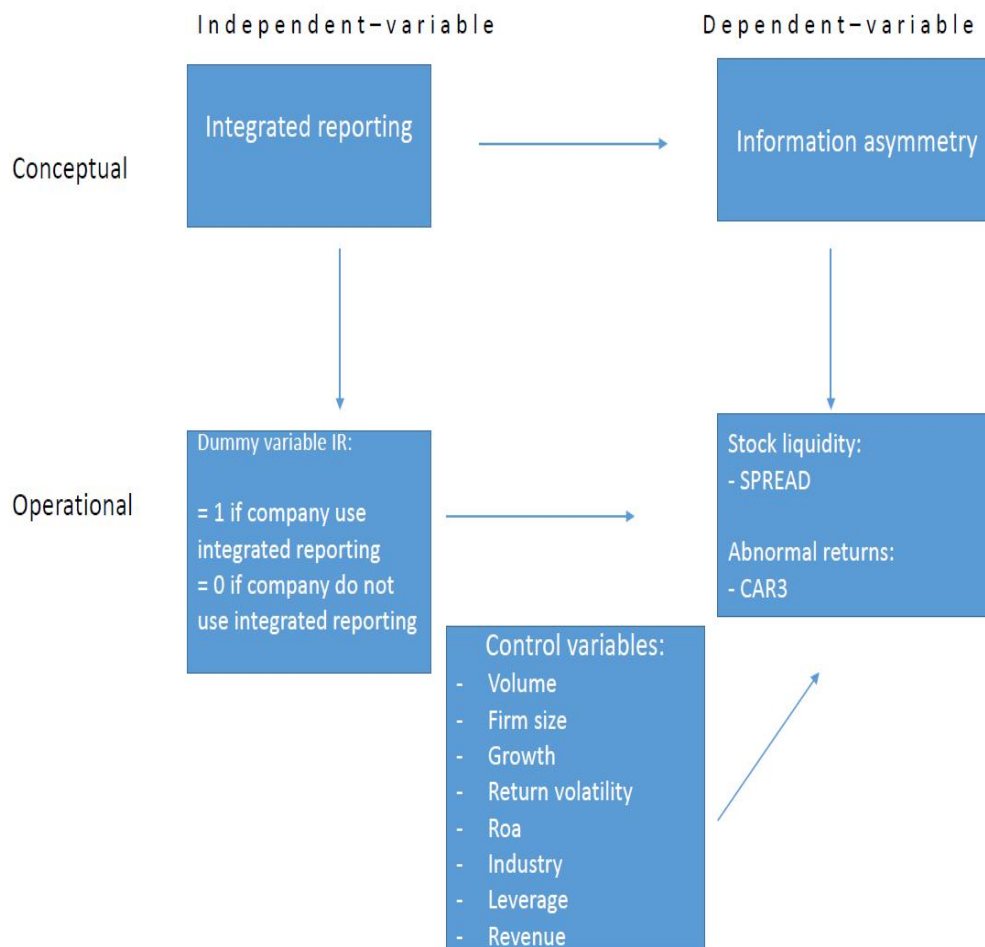 Independent-variable
Dependent-variable
Conceptual
Integrated reporting
Information asymmetry
Operational
Dummy variable IR:
= 1 if company use
integrated reporting
= 0 if company do not
use integrated reporting
Stock liquidity:
- SPREAD
Abnormal returns:
- CAR3
Control variables:
- Volume
- Firm size
- Growth
- Return volatility
- Roa
- Industry
- Leverage
- Revenue